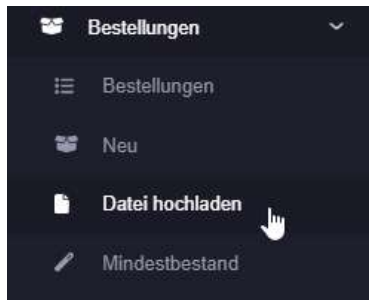 Bestellungen
Bestellungen
Neu
Datei hochladen
Mindestbestand